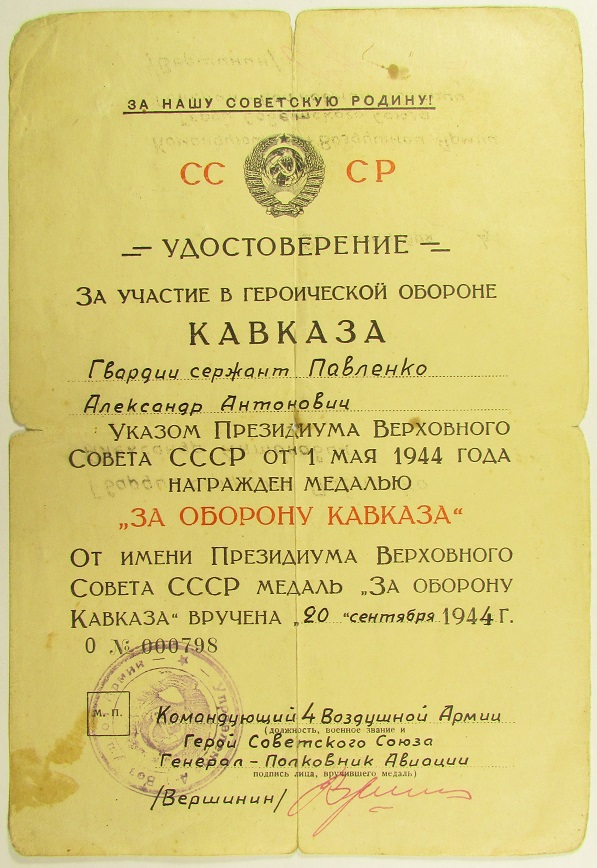 ЗА НАШУ СОВЕТСКУЮ РОДИНУ!
СС СР
УДОСТОВЕРЕНИЕ
ЗА УЧАСТИЕ В ГЕРОИЧЕСКОЙ ОБОРОНЕ
КАВКАЗА
Гвардии сержант Павленко
Александр Антонович
УКАЗОМ ПРЕЗИДИУМА ВЕРХОВНОГО
СОВЕТА СССР ОТ 1 МАЯ 1944 ГОДА
НАГРАЖДЕН МЕДАЛЬЮ
„ЗА ОБОРОНУ КАВКАЗА“
ОТ ИМЕНИ ПРЕЗИДИУМА ВЕРХОВНОГО
СОВЕТА СССР МЕДАЛЬ „ЗА ОБОРОНУ
КАВКАЗА“ ВРУЧЕНА „20“ сентября 1944 Г.
О № 000798
М. П.
Командующий 4 Воздушной Армии
(должность, военное звание и
Герой Советского Союза
Генерал-Полковник Авиации
подпись лица, вручившего медаль)
/Вершинин/